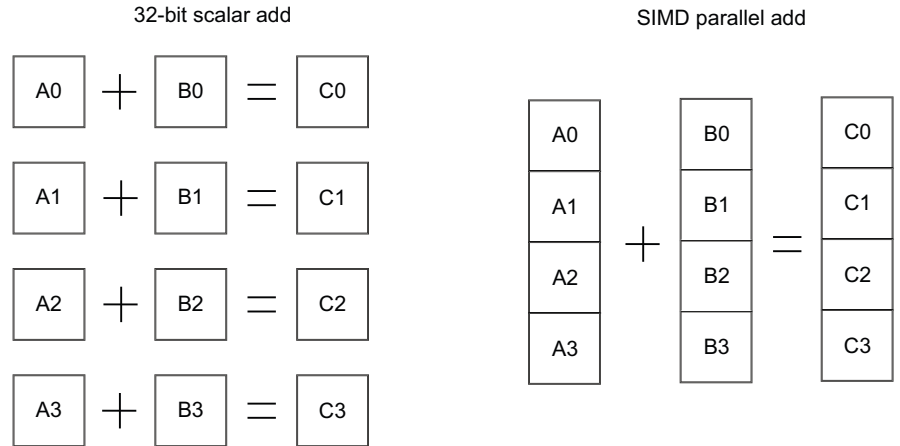 32-bit scalar add
A0 + B0 = C0
A1 + B1 = C1
A2 + B2 = C2
A3 + B3 = C3
SIMD parallel add
A0 B0 C0
A1 B1 C1
+ =
A2 B2 C2
A3 B3 C3